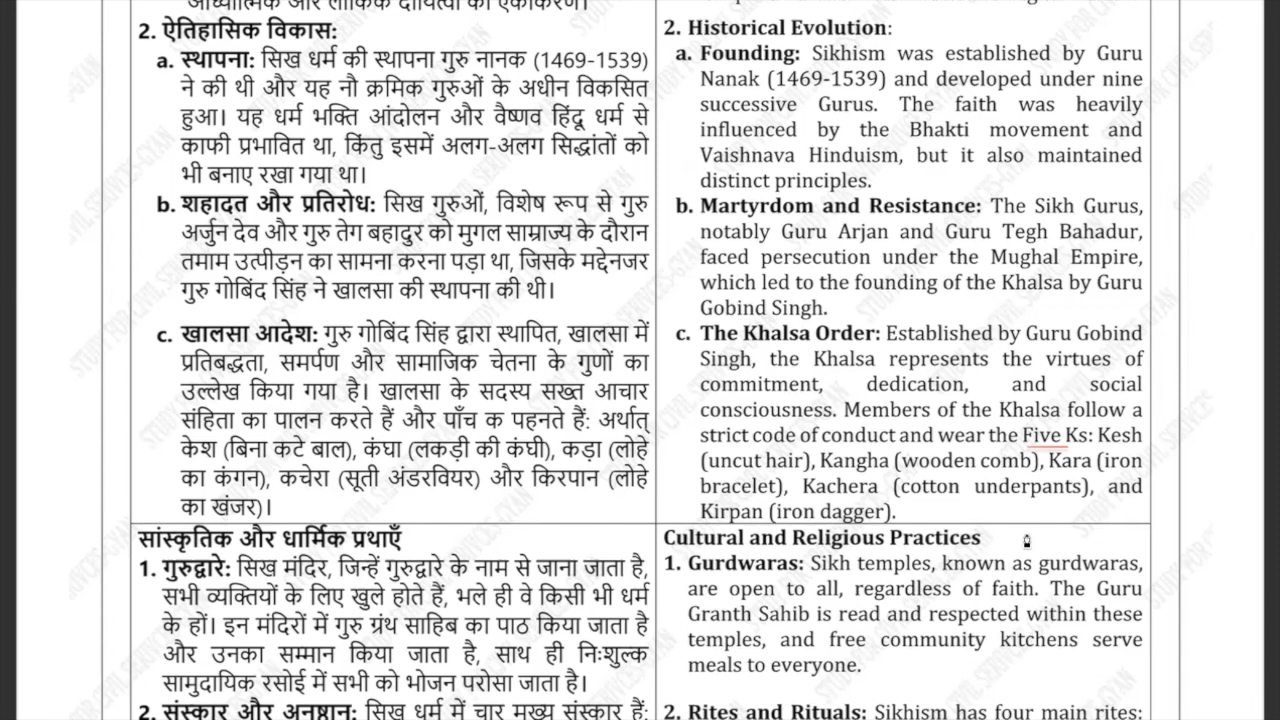 आध्यात्मिक और लौकिक दायित्वों का एकीकरण।
2. ऐतिहासिक विकास:
a. स्थापना: सिख धर्म की स्थापना गुरु नानक (1469-1539)
ने की थी और यह नौ क्रमिक गुरुओं के अधीन विकसित
हुआ। यह धर्म भक्ति आंदोलन और वैष्णव हिंदू धर्म से
काफी प्रभावित था, किंतु इसमें अलग-अलग सिद्धांतों को
भी बनाए रखा गया था।
b. शहादत और प्रतिरोध: सिख गुरुओं, विशेष रूप से गुरु
अर्जुन देव और गुरु तेग बहादुर को मुगल साम्राज्य के दौरान
तमाम उत्पीड़न का सामना करना पड़ा था, जिसके मद्देनजर
गुरु गोबिंद सिंह ने खालसा की स्थापना की थी।
c. खालसा आदेश: गुरु गोबिंद सिंह द्वारा स्थापित, खालसा में
प्रतिबद्धता, समर्पण और सामाजिक चेतना के गुणों का
उल्लेख किया गया है। खालसा के सदस्य सख्त आचार
संहिता का पालन करते हैं और पाँच क पहनते हैं: अर्थात्
केश (बिना कटे बाल), कंघा (लकड़ी की कंघी), कड़ा (लोहे
का कंगन), कचेरा (सूती अंडरवियर) और किरपान (लोहे
का खंजर)।
सांस्कृतिक और धार्मिक प्रथाएँ
1. गुरुद्वारे: सिख मंदिर, जिन्हें गुरुद्वारे के नाम से जाना जाता है,
सभी व्यक्तियों के लिए खुले होते हैं, भले ही वे किसी भी धर्म
के हों। इन मंदिरों में गुरु ग्रंथ साहिब का पाठ किया जाता है
और उनका सम्मान किया जाता है, साथ ही निःशुल्क
सामुदायिक रसोई में सभी को भोजन परोसा जाता है।
2. संस्कार और अनुष्ठान: सिख धर्म में चार मुख्य संस्कार हैं:
2. Historical Evolution:
a. Founding: Sikhism was established by Guru
Nanak (1469-1539) and developed under nine
successive Gurus. The faith was heavily
influenced by the Bhakti movement and
Vaishnava Hinduism, but it also maintained
distinct principles.
b. Martyrdom and Resistance: The Sikh Gurus,
notably Guru Arjan and Guru Tegh Bahadur,
faced persecution under the Mughal Empire,
which led to the founding of the Khalsa by Guru
Gobind Singh.
c. The Khalsa Order: Established by Guru Gobind
Singh, the Khalsa represents the virtues of
commitment, dedication, and social
consciousness. Members of the Khalsa follow a
strict code of conduct and wear the Five Ks: Kesh
(uncut hair), Kangha (wooden comb), Kara (iron
bracelet), Kachera (cotton underpants), and
Kirpan (iron dagger).
Cultural and Religious Practices
1. Gurdwaras: Sikh temples, known as gurdwaras,
are open to all, regardless of faith. The Guru
Granth Sahib is read and respected within these
temples, and free community kitchens serve
meals to everyone.
2. Rites and Rituals: Sikhism has four main rites: